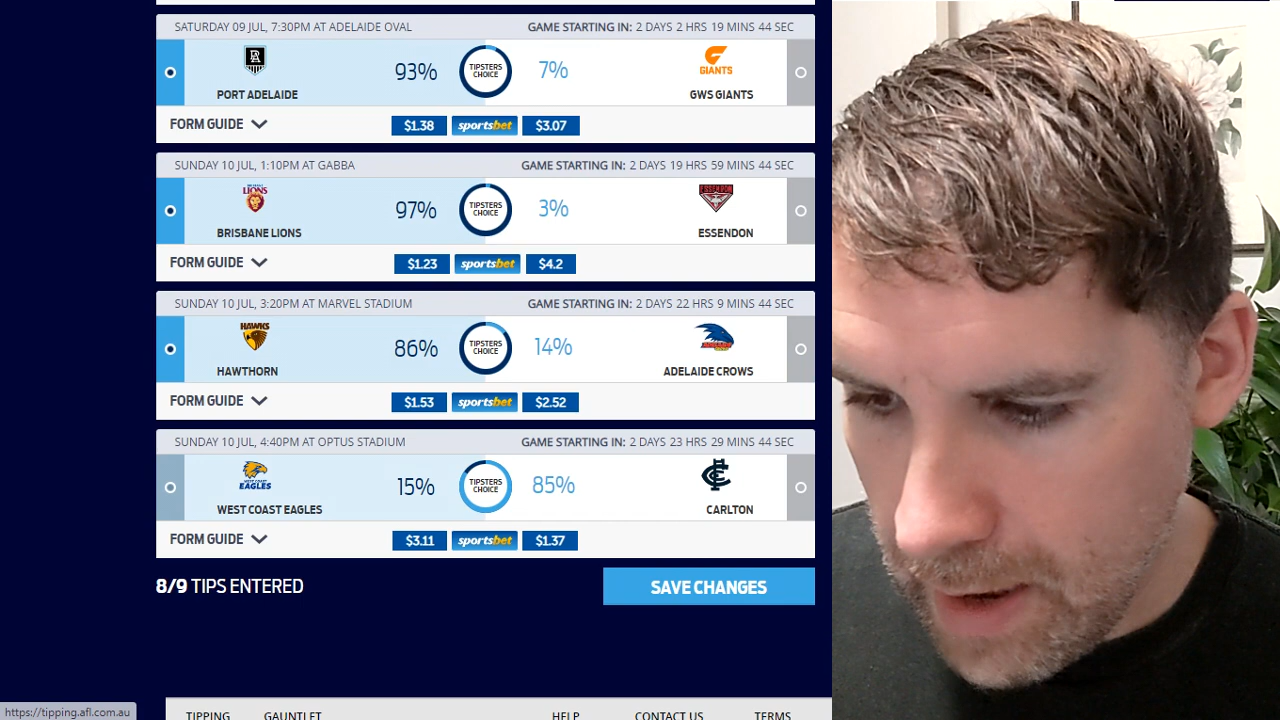 SATURDAY 09 JUL, 7:30PM AT ADELAIDE OVAL GAME STARTING IN: 2 DAYS 2 HRS 19 MINS 44 SEC
PA
GIANTS
93% TIPSTERS CHOICE 7%
PORT ADELAIDE GWS GIANTS
FORM GUIDE $1.38 sportsbet $3.07
SUNDAY 10 JUL, 1:10PM AT GABBA GAME STARTING IN: 2 DAYS 19 HRS 59 MINS 44 SEC
LIONS ESSENDON
97% TIPSTERS CHOICE 3%
BRISBANE LIONS ESSENDON
FORM GUIDE $1.23 sportsbet $4.2
SUNDAY 10 JUL, 3:20PM AT MARVEL STADIUM GAME STARTING IN: 2 DAYS 22 HRS 9 MINS 44 SEC
HAWKS
86% TIPSTERS CHOICE 14%
HAWTHORN ADELAIDE CROWS
FORM GUIDE $1.53 sportsbet $2.52
SUNDAY 10 JUL, 4:40PM AT OPTUS STADIUM GAME STARTING IN: 2 DAYS 23 HRS 29 MINS 44 SEC
WEST COAST EAGLES
15% TIPSTERS CHOICE 85%
WEST COAST EAGLES CARLTON
FORM GUIDE $3.11 sportsbet $1.37
8/9 TIPS ENTERED SAVE CHANGES
https://tipping.afl.com.au TIPPING GAUNTLET HELP CONTACT US TERMS